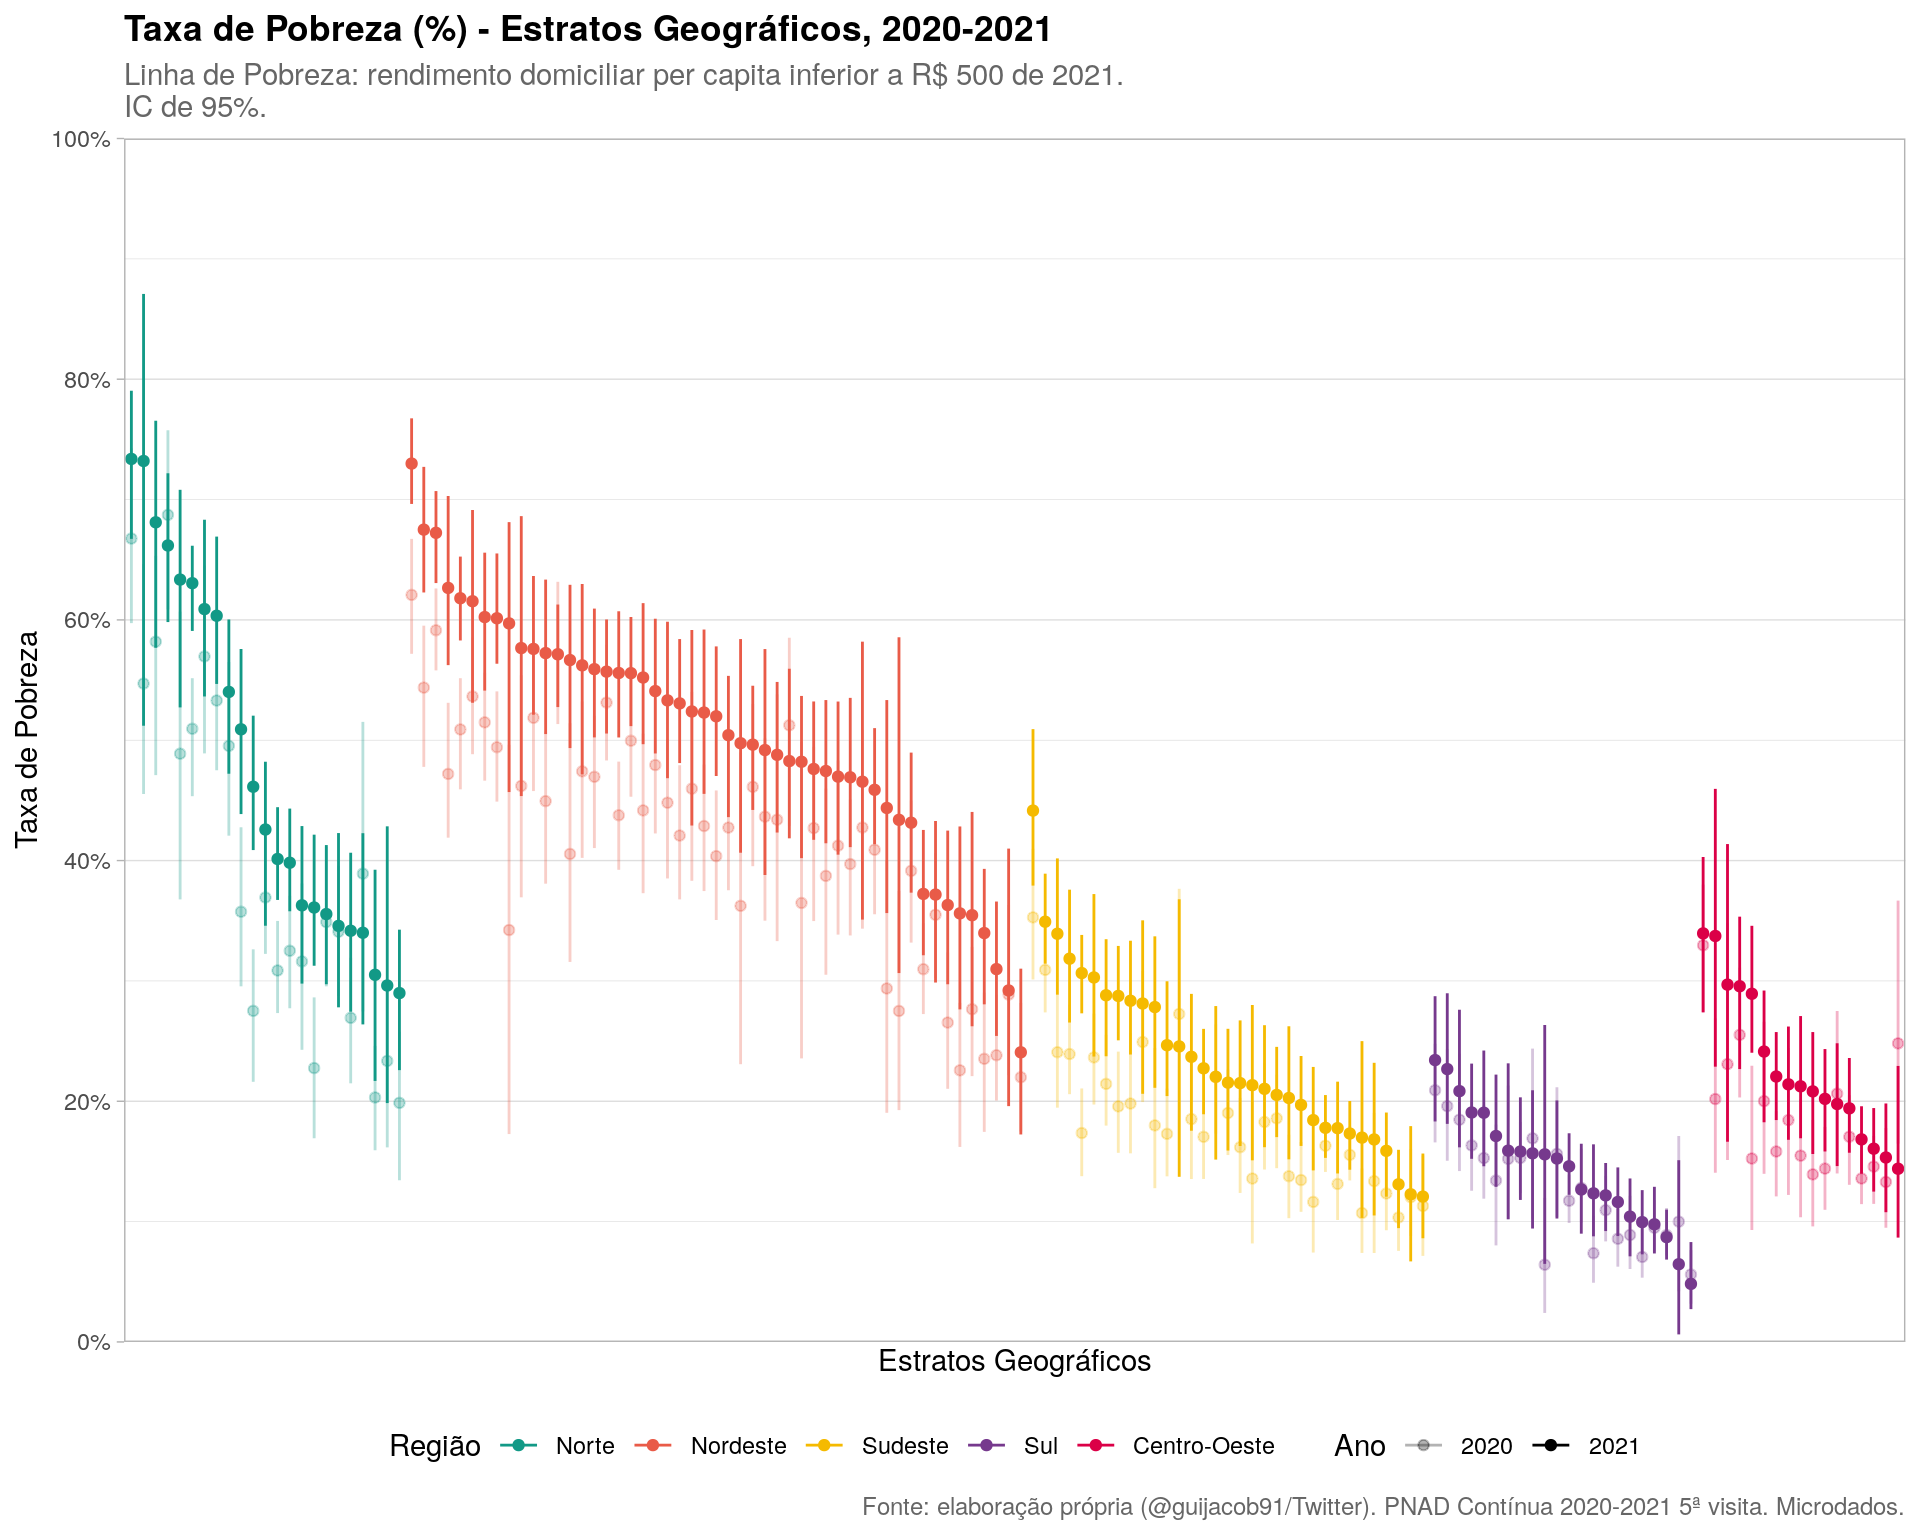 Taxa de Pobreza (%) - Estratos Geográficos, 2020-2021
Linha de Pobreza: rendimento domiciliar per capita inferior a R$ 500 de 2021.
IC de 95%.
100%
80%
60%
40%
20%
0%
Taxa de Pobreza
Estratos Geográficos
Região Norte Nordeste Sudeste Sul Centro-Oeste Ano 2020 2021
Fonte: elaboração própria (@guijacob91/Twitter). PNAD Contínua 2020-2021 5ª visita. Microdados.